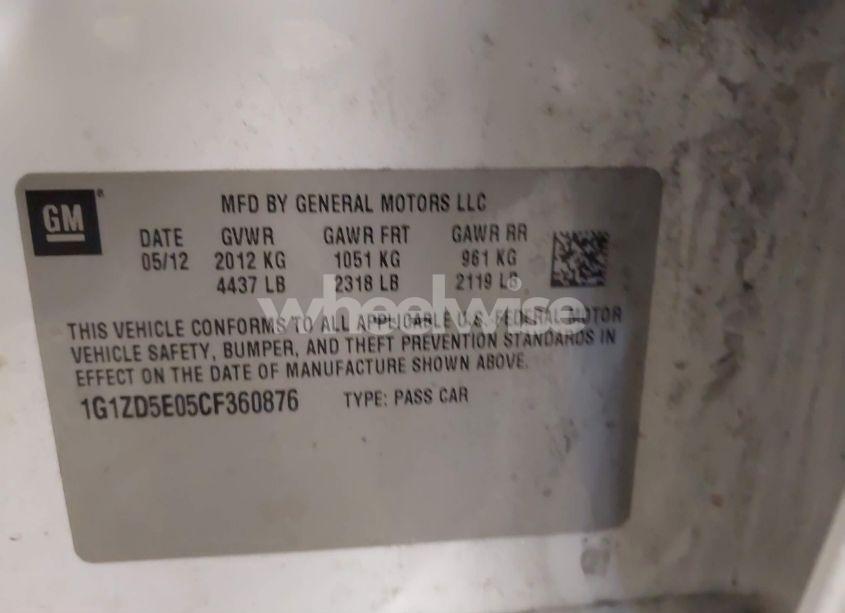 GM
MFD BY GENERAL MOTORS LLC
DATE GVWR GAWR FRT GAWR RR
05/12 2012 KG 1051 KG 961 KG
4437 LB 2318 LB 2119 LB
wheelwise
THIS VEHICLE CONFORMS TO ALL APPLICABLE U.S. FEDERAL MOTOR
VEHICLE SAFETY, BUMPER, AND THEFT PREVENTION STANDARDS IN
EFFECT ON THE DATE OF MANUFACTURE SHOWN ABOVE.
1G1ZD5E05CF360876 TYPE: PASS CAR